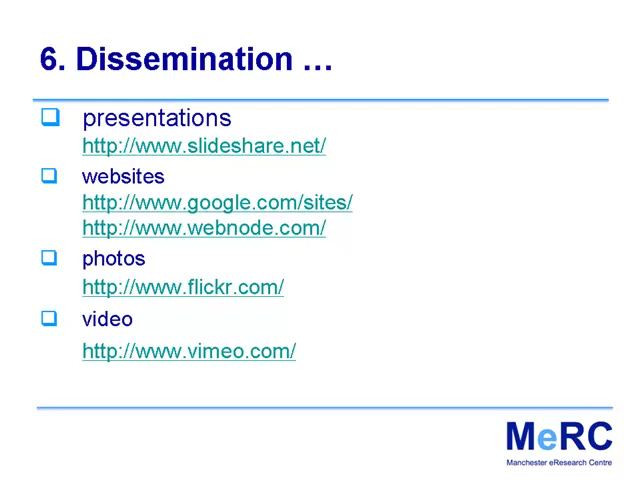 6. Dissemination …
presentations
http://www.slideshare.net/
websites
http://www.google.com/sites/
http://www.webnode.com/
photos
http://www.flickr.com/
video
http://www.vimeo.com/
MeRC
Manchester eResearch Centre